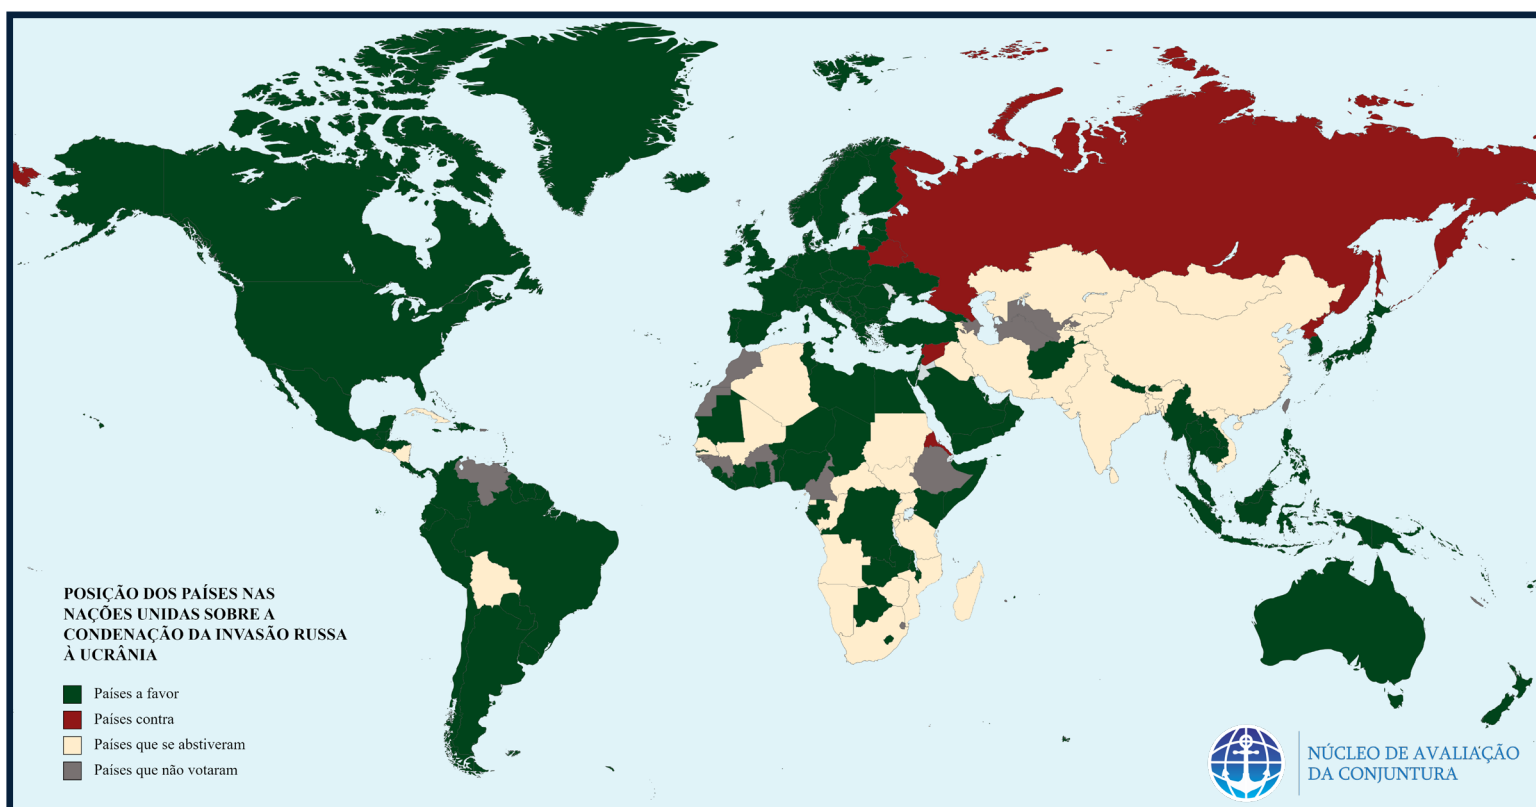 POSIÇÃO DOS PAÍSES NAS
NAÇÕES UNIDAS SOBRE A
CONDENAÇÃO DA INVASÃO RUSSA
À UCRÂNIA
Países a favor
Países contra
Países que se abstiveram
Países que não votaram
NÚCLEO DE AVALIAÇÃO
DA CONJUNTURA